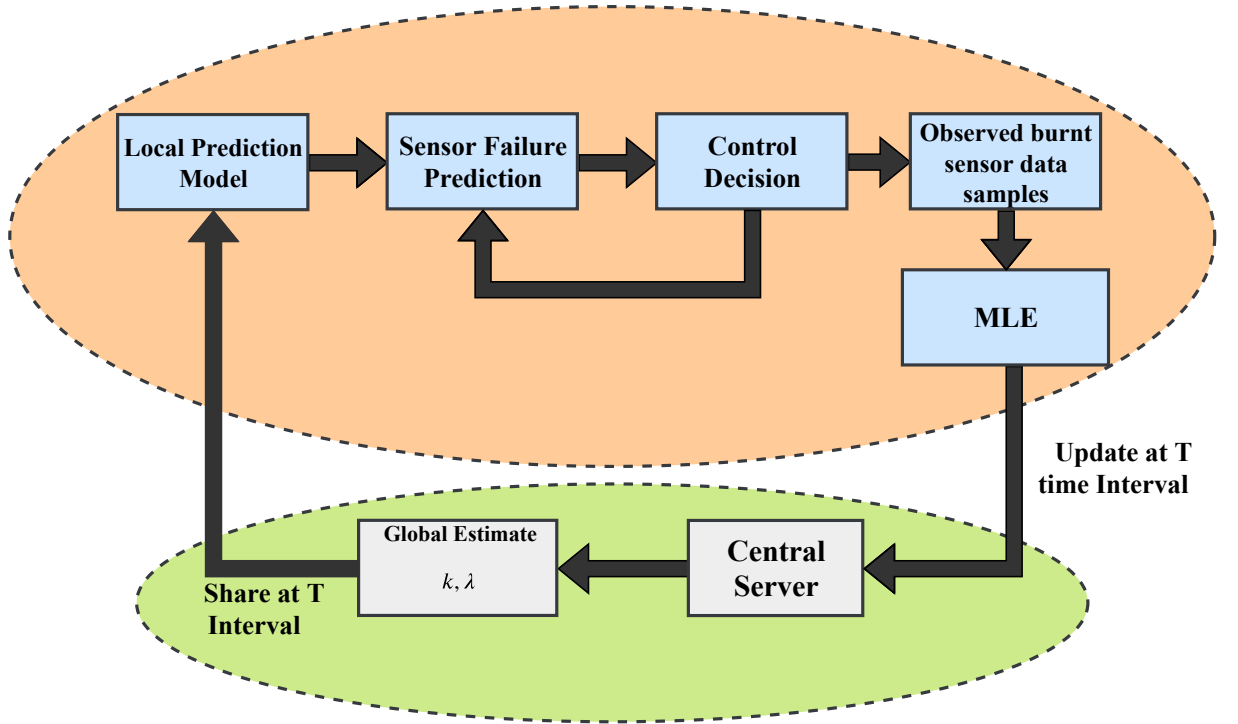 Local Prediction
Model
Sensor Failure
Prediction
Control
Decision
Observed burnt
sensor data
samples
MLE
Update at T
time Interval
Central
Server
Global Estimate
k, λ
Share at T
Interval